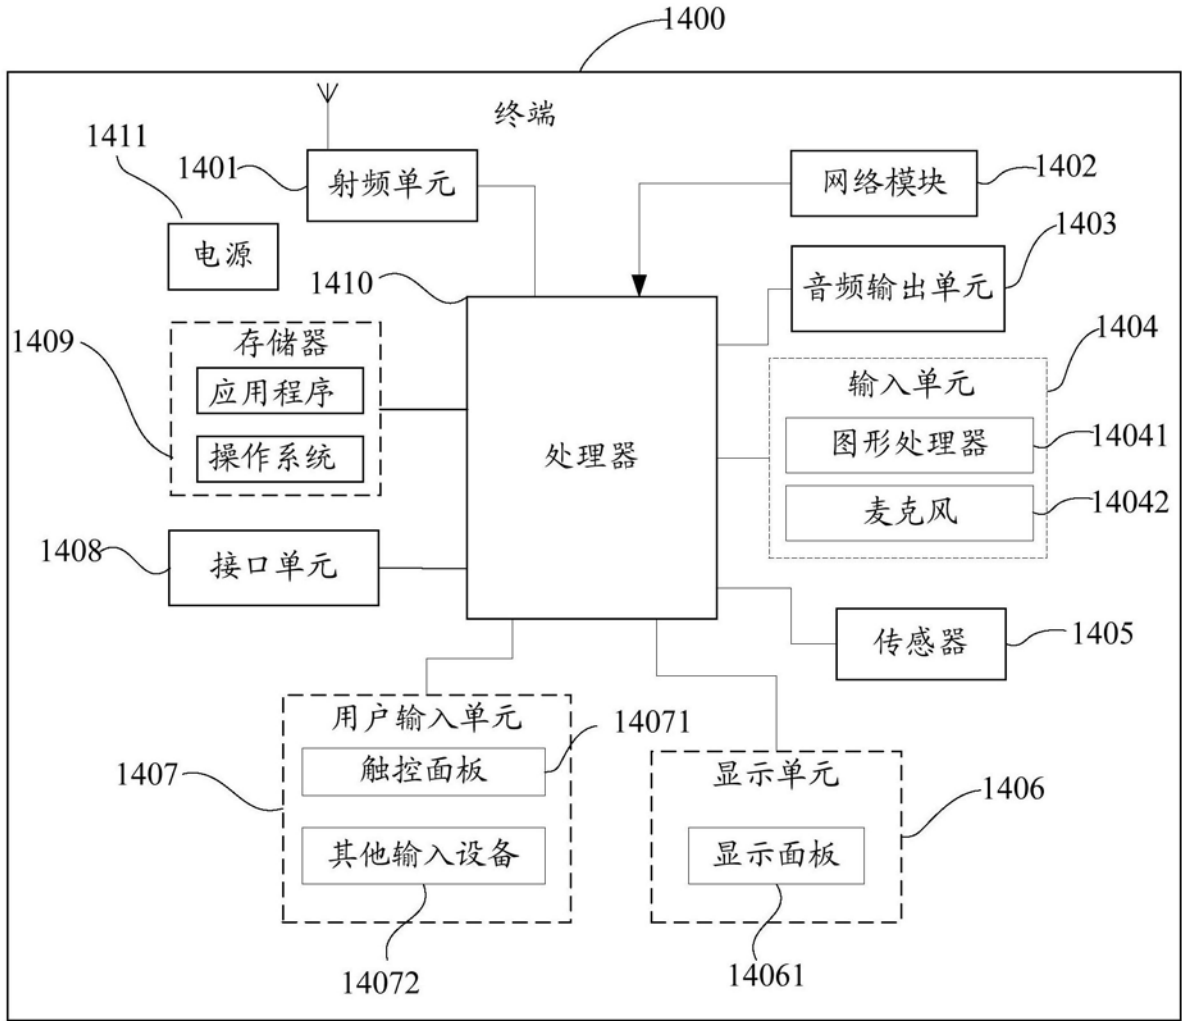 1400
终端
1411
1401
射频单元
网络模块
1402
电源
1403
音频输出单元
1410
1409
存储器
应用程序
操作系统
处理器
1404
输入单元
图形处理器
14041
麦克风
14042
1408
接口单元
传感器
1405
用户输入单元
14071
触控面板
1407
其他输入设备
14072
显示单元
1406
显示面板
14061